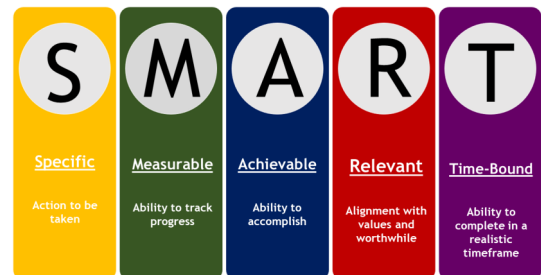 S
Specific
Action to be
taken
M
Measurable
Ability to track
progress
A
Achievable
Ability to
accomplish
R
Relevant
Alignment with
values and
worthwhile
T
Time-Bound
Ability to
complete in a
realistic
timeframe